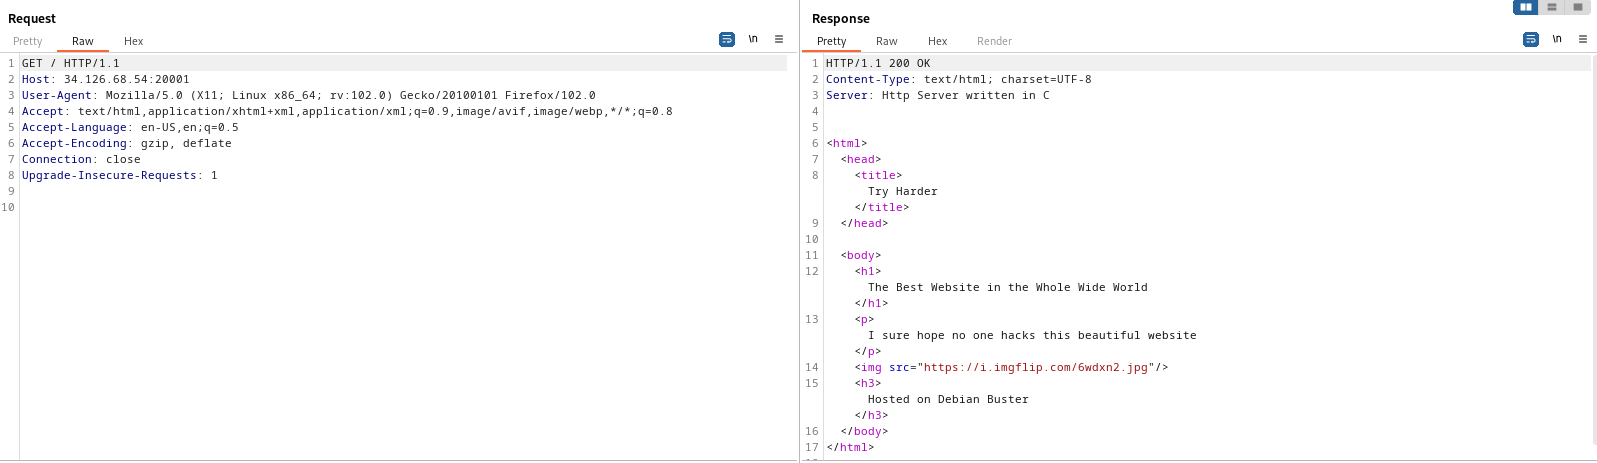 Request
Pretty Raw Hex
\n
1 GET / HTTP/1.1
2 Host: 34.126.68.54:20001
3 User-Agent: Mozilla/5.0 (X11; Linux x86_64; rv:102.0) Gecko/20100101 Firefox/102.0
4 Accept: text/html,application/xhtml+xml,application/xml;q=0.9,image/avif,image/webp,*/*;q=0.8
5 Accept-Language: en-US,en;q=0.5
6 Accept-Encoding: gzip, deflate
7 Connection: close
8 Upgrade-Insecure-Requests: 1
9
10
Response
Pretty Raw Hex Render
\n
1 HTTP/1.1 200 OK
2 Content-Type: text/html; charset=UTF-8
3 Server: Http Server written in C
4
5
6 <html>
7 <head>
8 <title>
Try Harder
</title>
9 </head>
10
11 <body>
12 <h1>
The Best Website in the Whole Wide World
</h1>
13 <p>
I sure hope no one hacks this beautiful website
</p>
14 <img src="https://i.imgflip.com/6wdxn2.jpg"/>
15 <h3>
Hosted on Debian Buster
</h3>
16 </body>
17 </html>